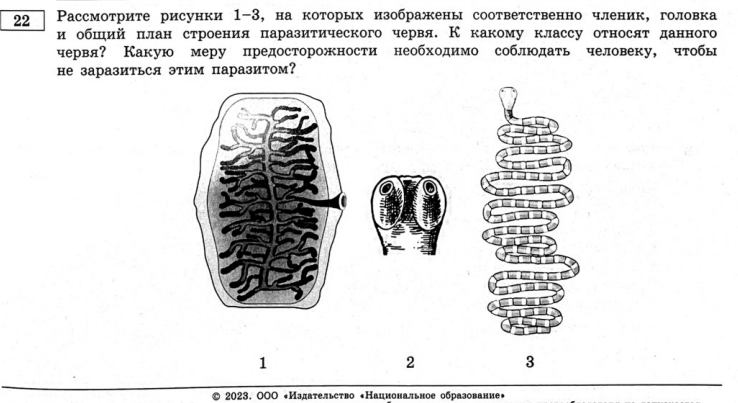 22 Рассмотрите рисунки 1–3, на которых изображены соответственно членик, головка
и общий план строения паразитического червя. К какому классу относят данного
червя? Какую меру предосторожности необходимо соблюдать человеку, чтобы
не заразиться этим паразитом?
1 2 3
© 2023. ООО «Издательство «Национальное образование»